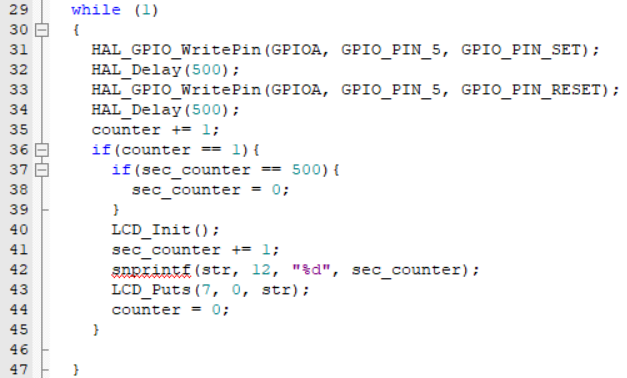 29 while (1)
30 {
31 HAL_GPIO_WritePin(GPIOA, GPIO_PIN_5, GPIO_PIN_SET);
32 HAL_Delay(500);
33 HAL_GPIO_WritePin(GPIOA, GPIO_PIN_5, GPIO_PIN_RESET);
34 HAL_Delay(500);
35 counter += 1;
36 if(counter == 1){
37 if(sec_counter == 500){
38 sec_counter = 0;
39 }
40 LCD_Init();
41 sec_counter += 1;
42 snprintf(str, 12, "%d", sec_counter);
43 LCD_Puts(7, 0, str);
44 counter = 0;
45 }
46
47 }